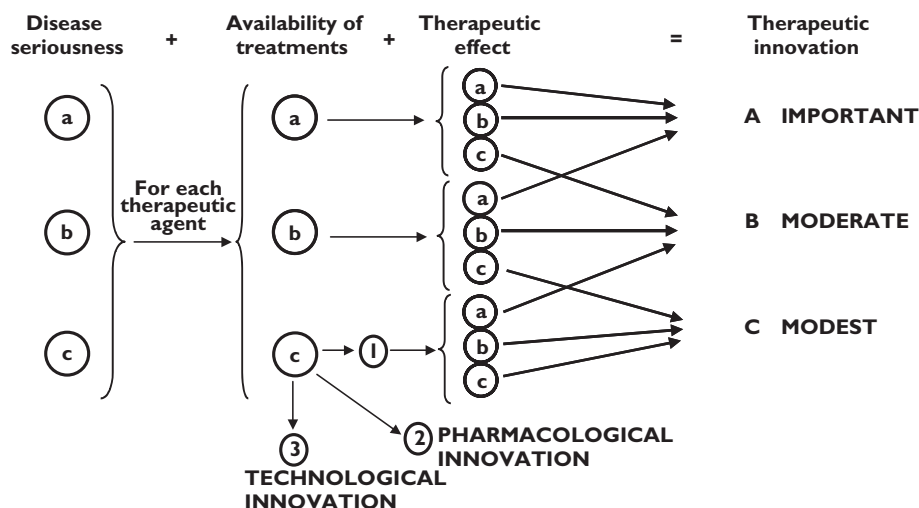 Disease seriousness + Availability of treatments + Therapeutic effect = Therapeutic innovation
a
b
c
For each
therapeutic
agent
a
b
c
a
b
c
a
b
c
1
a
b
c
A IMPORTANT
B MODERATE
C MODEST
2 PHARMACOLOGICAL
INNOVATION
3
TECHNOLOGICAL
INNOVATION